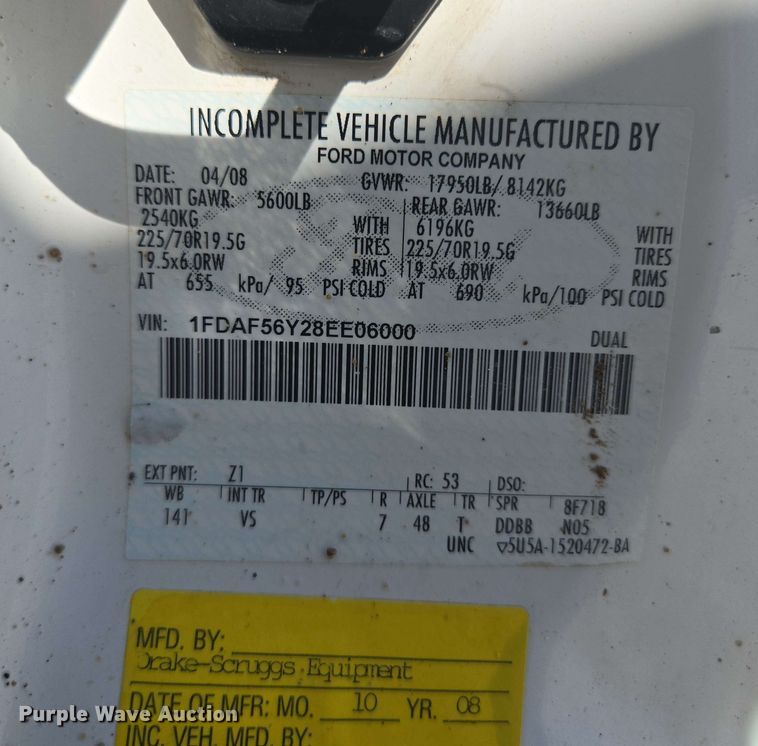 INCOMPLETE VEHICLE MANUFACTURED BY
FORD MOTOR COMPANY
DATE: 04/08 GVWR: 17950LB/ 8142KG
FRONT GAWR: 5600LB REAR GAWR: 13660LB
2540KG WITH 6196KG WITH
225/70R19.5G TIRES 225/70R19.5G TIRES
19.5x6.0RW RIMS 19.5x6.0RW RIMS
AT 655 kPa/ 95 PSI COLD AT 690 kPa/100 PSI COLD
VIN: 1FDAF56Y28EE06000 DUAL
EXT PNT: Z1 RC: 53 DSO:
WB INT TR TP/PS R AXLE TR SPR 8F718
141 VS 7 48 T DDBB N05
UNC ▽5U5A-1520472-BA
MFD. BY:
Drake-Scruggs Equipment
DATE OF MFR: MO. 10 YR. 08
INC. VEH. MFD. BY:
Purple Wave Auction